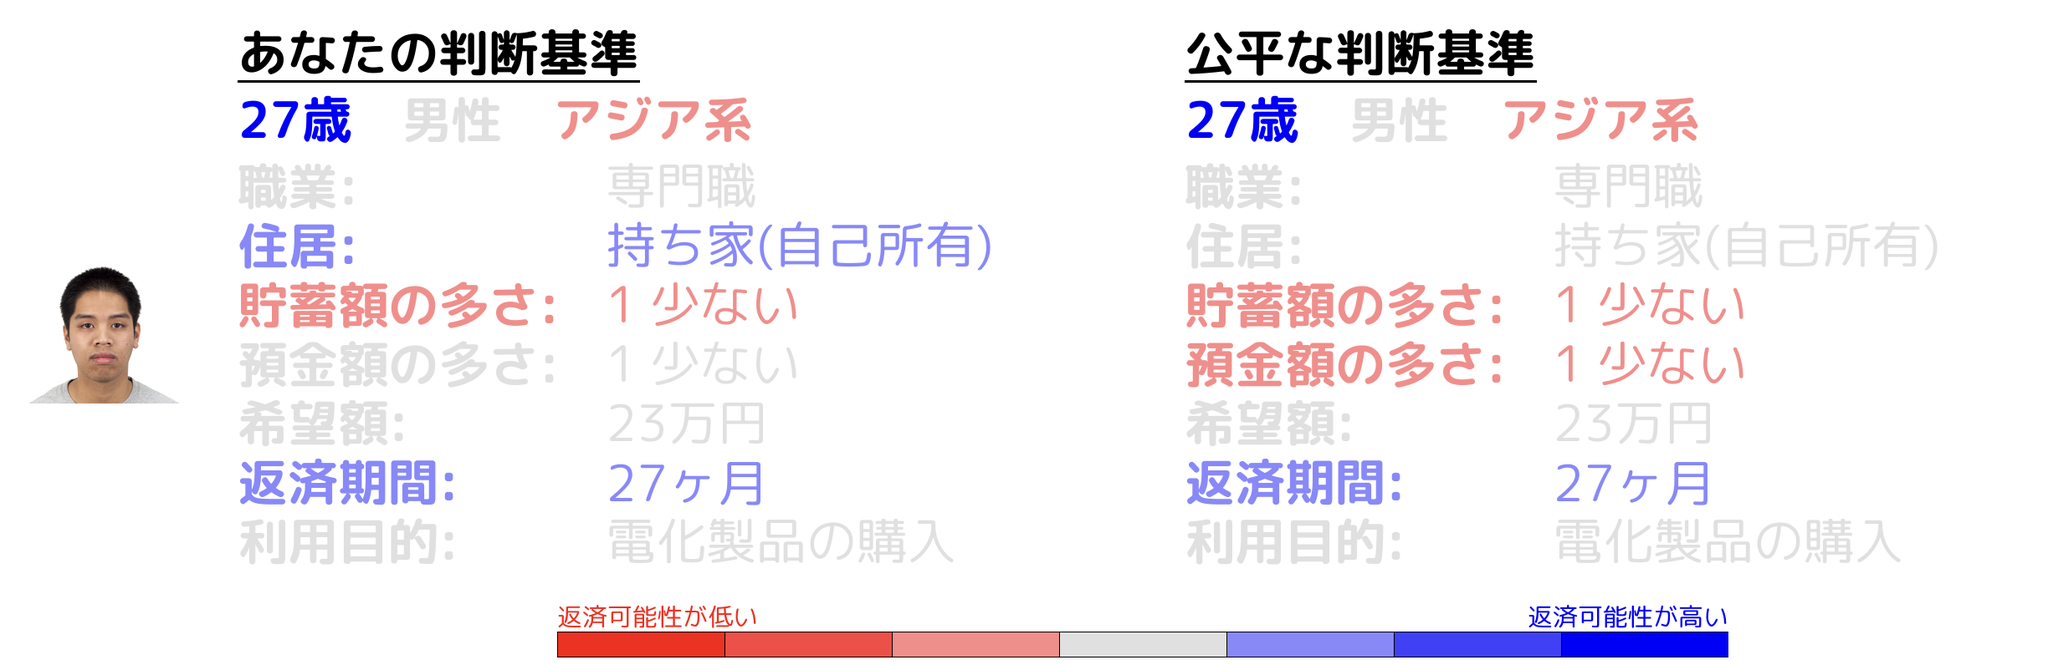 あなたの判断基準
27歳 男性 アジア系
職業: 専門職
住居: 持ち家(自己所有)
貯蓄額の多さ: 1 少ない
預金額の多さ: 1 少ない
希望額: 23万円
返済期間: 27ヶ月
利用目的: 電化製品の購入
公平な判断基準
27歳 男性 アジア系
職業: 専門職
住居: 持ち家(自己所有)
貯蓄額の多さ: 1 少ない
預金額の多さ: 1 少ない
希望額: 23万円
返済期間: 27ヶ月
利用目的: 電化製品の購入
返済可能性が低い 返済可能性が高い